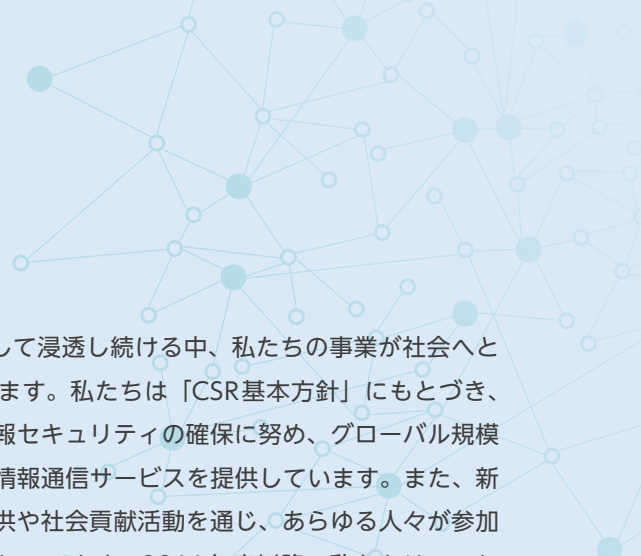 して浸透し続ける中、私たちの事業が社会へと
ます。私たちは「CSR基本方針」にもとづき、
報セキュリティの確保に努め、グローバル規模
情報通信サービスを提供しています。また、新
供や社会貢献活動を通じ、あらゆる人々が参加